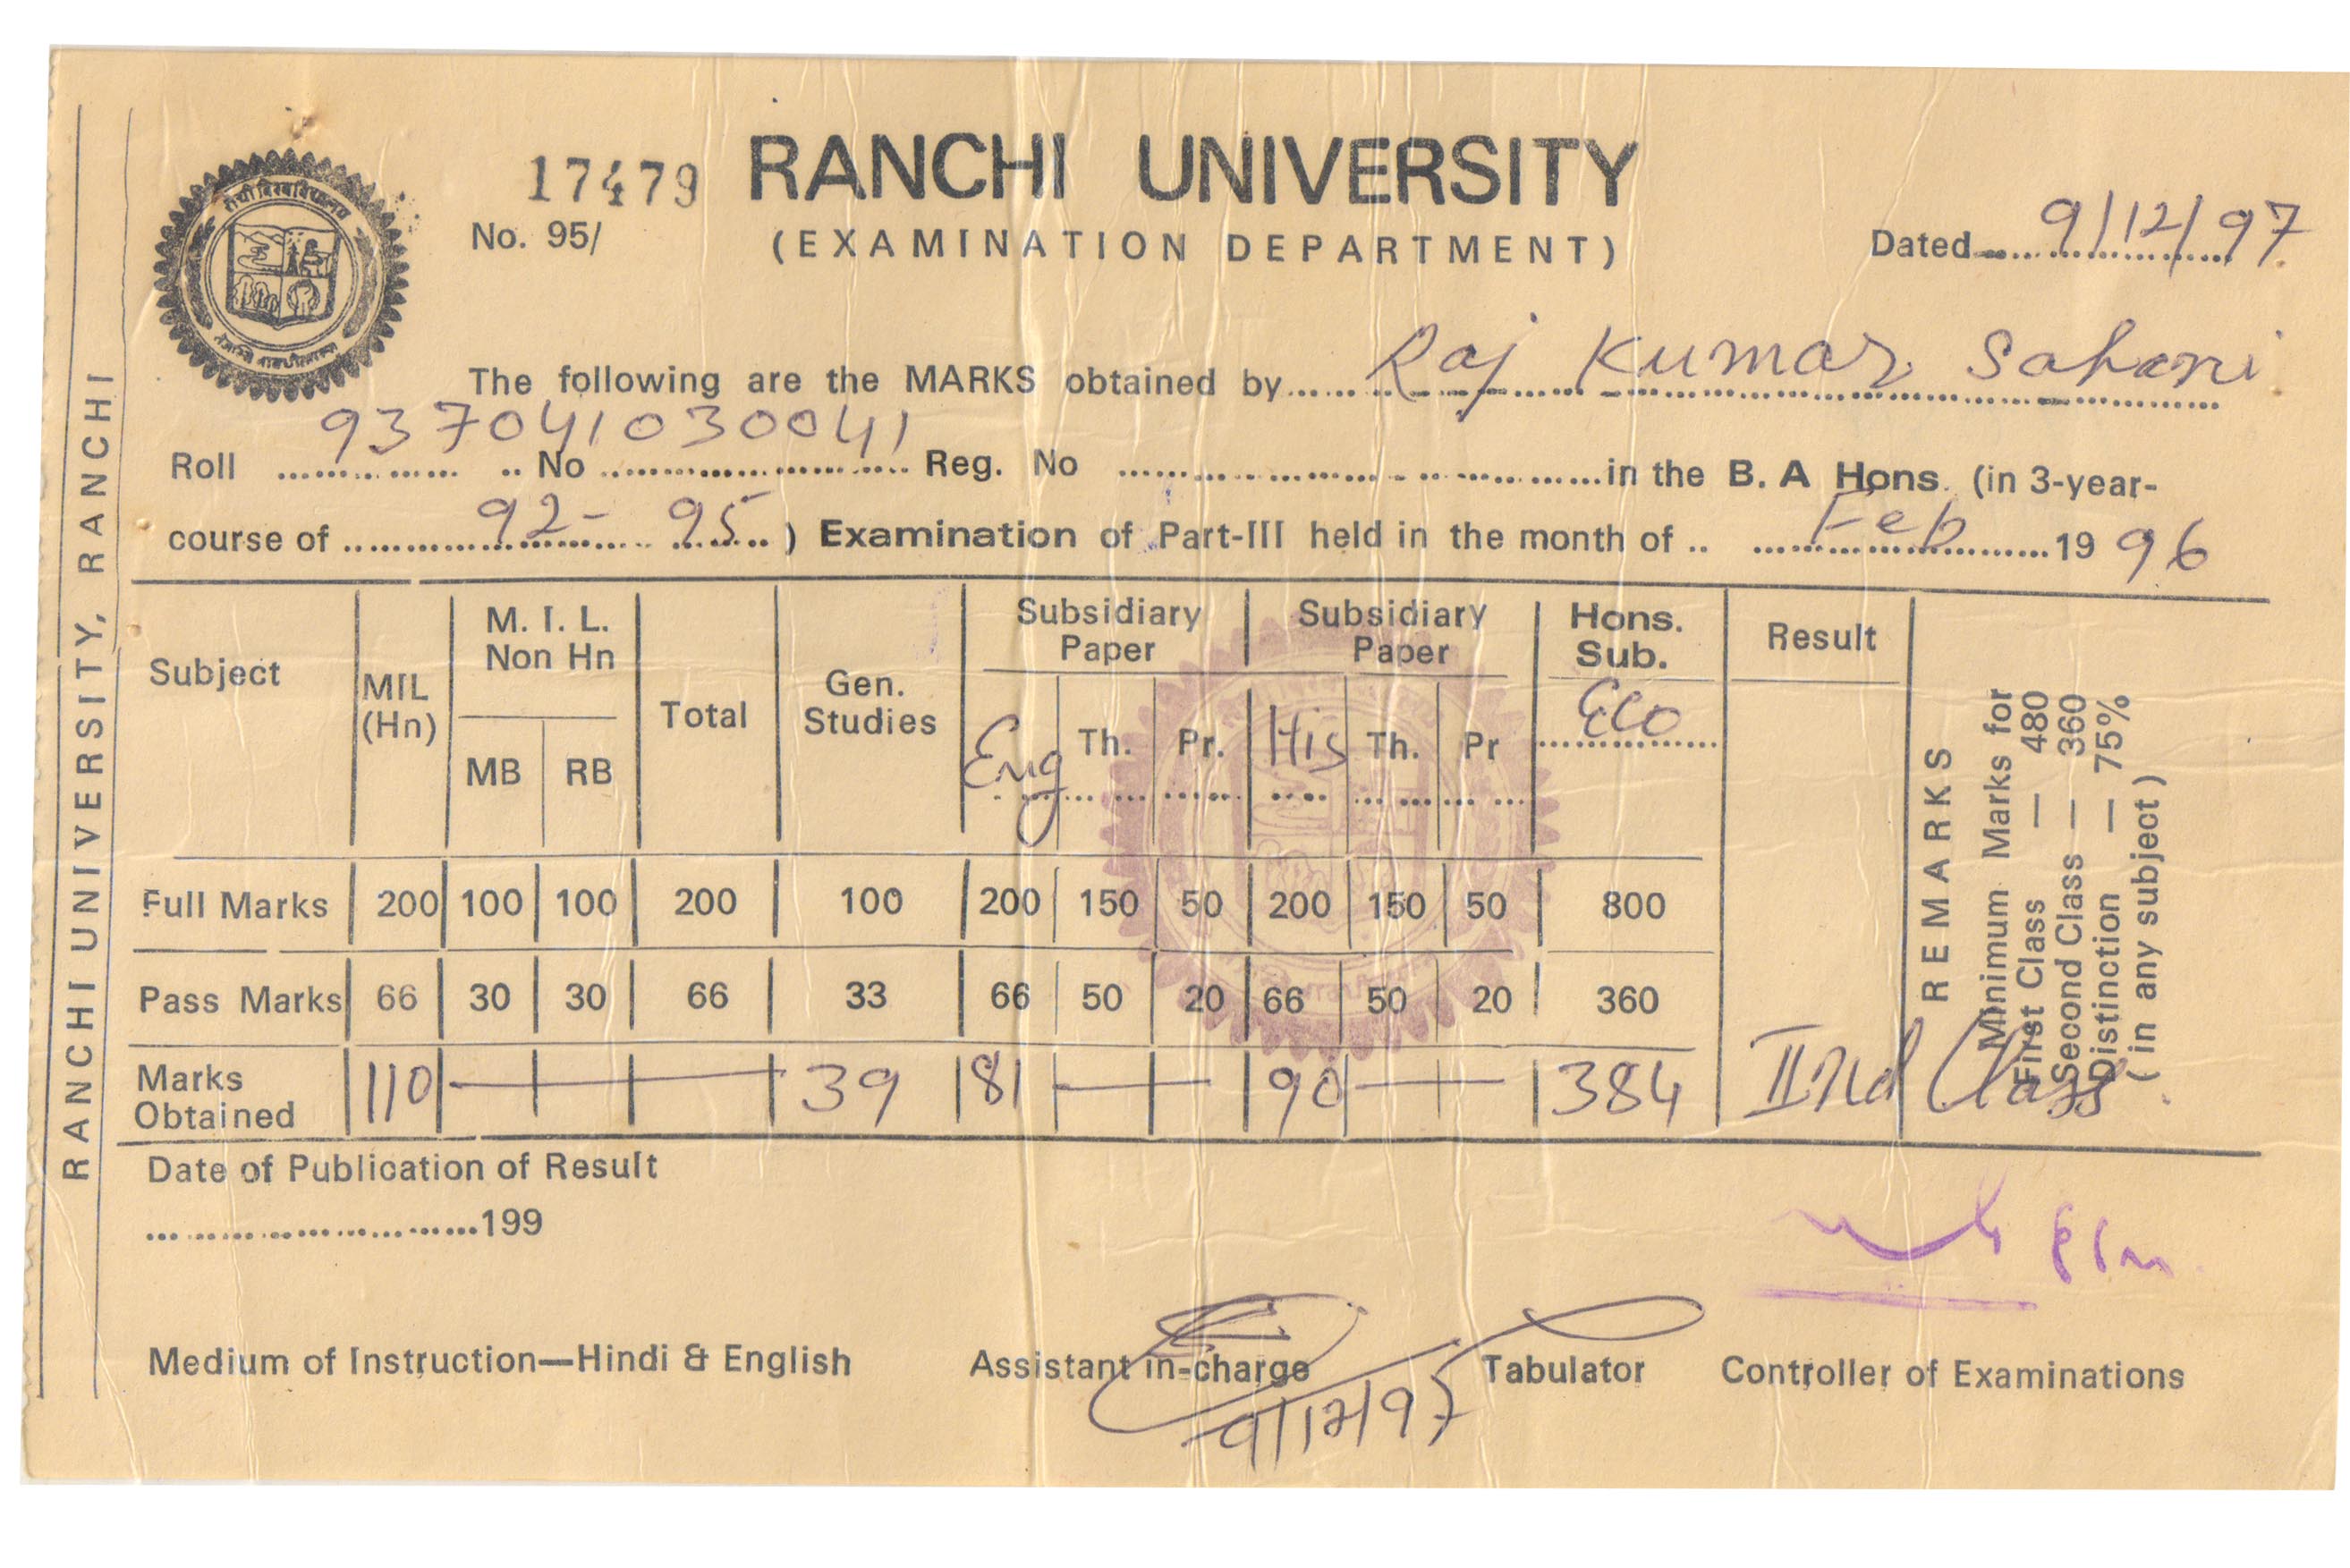 रांची विश्वविद्यालय
17479 RANCHI UNIVERSITY
No. 95/ (EXAMINATION DEPARTMENT) Dated 9/12/97
The following are the MARKS obtained by Raj Kumar Sahani
Roll No 937041030041 Reg. No in the B. A Hons. (in 3-year-
course of 92-95) Examination of Part-III held in the month of Feb 1996
Subject MIL (Hn) M. I. L. Non Hn MB RB Total Gen. Studies Subsidiary Paper Eng Th. Pr. Subsidiary Paper His Th. Pr Hons. Sub. Eco Result
Full Marks 200 100 100 200 100 200 150 50 200 150 50 800
Pass Marks 66 30 30 66 33 66 50 20 66 50 20 360
Marks Obtained 110 39 81 90 384 IInd Class
REMARKS
Minimum Marks for
First Class — 480
Second Class — 360
Distinction — 75%
(in any subject)
Date of Publication of Result
199
Medium of Instruction—Hindi & English Assistant in-charge Tabulator Controller of Examinations
9/12/97
RANCHI UNIVERSITY, RANCHI